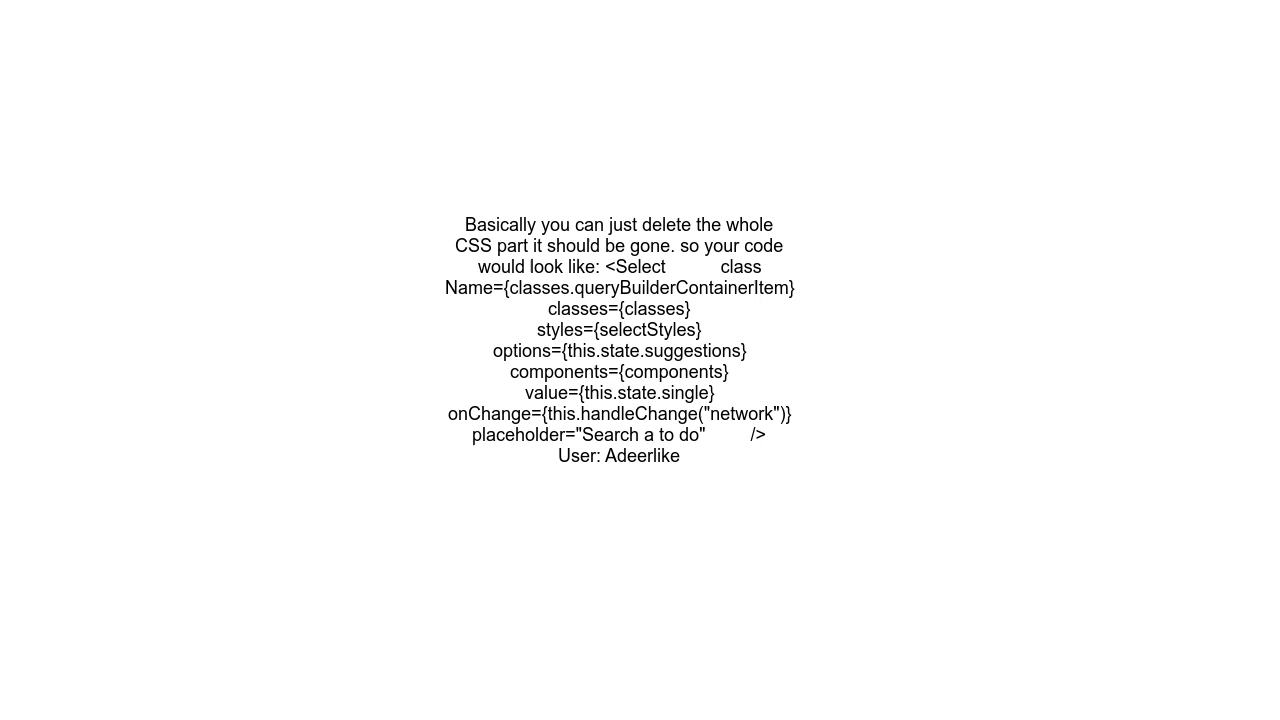 Basically you can just delete the whole
CSS part it should be gone. so your code
would look like: <Select           class
Name={classes.queryBuilderContainerItem}
classes={classes}
styles={selectStyles}
options={this.state.suggestions}
components={components}
value={this.state.single}
onChange={this.handleChange("network")}
placeholder="Search a to do"         />
User: Adeerlike